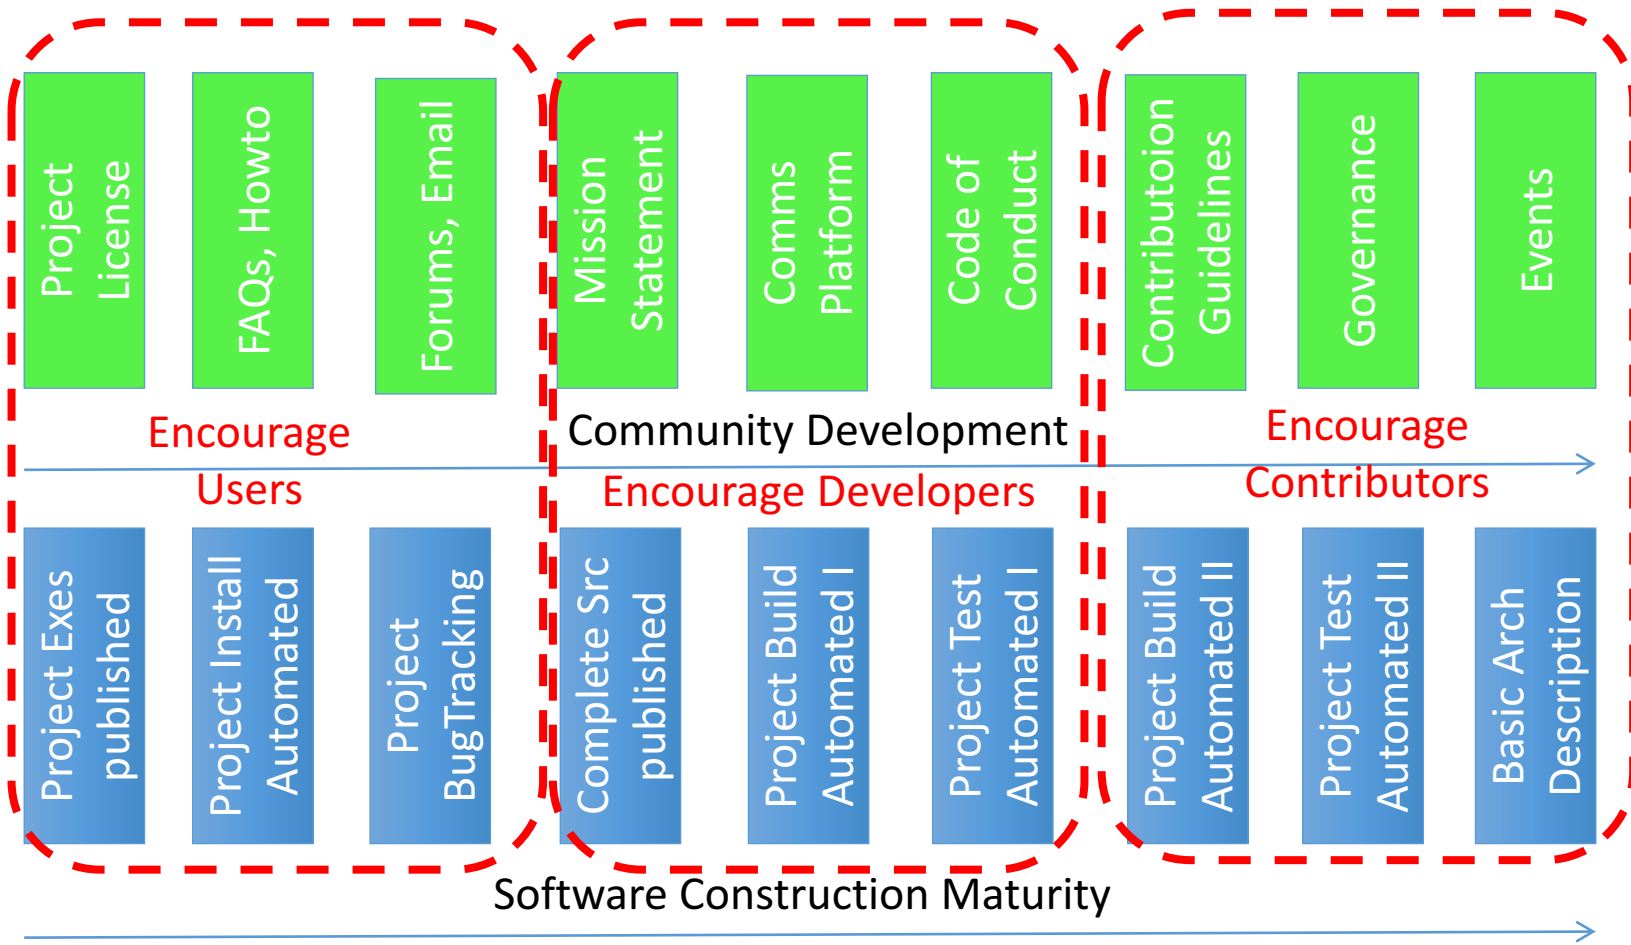 Project
License
FAQs, Howto
Forums, Email
Mission
Statement
Comms
Platform
Code of
Conduct
Contributoion
Guidelines
Governance
Events
Encourage
Users
Community Development
Encourage Developers
Encourage
Contributors
Project Exes
published
Project Install
Automated
Project
BugTracking
Complete Src
published
Project Build
Automated I
Project Test
Automated I
Project Build
Automated II
Project Test
Automated II
Basic Arch
Description
Software Construction Maturity